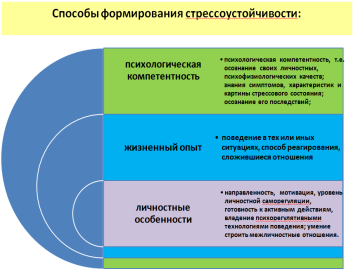 Способы формирования стрессоустойчивости:
психологическая
компетентность
• психологическая компетентность, т.е.
осознание своих личностных,
психофизиологических качеств;
знания симптомов, характеристик и
картины стрессового состояния;
осознание его последствий;
жизненный опыт
• поведение в тех или иных
ситуациях, способ реагирования,
сложившиеся отношения
личностные
особенности
• направленность, мотивация, уровень
личностной саморегуляции,
готовность к активным действиям,
владение психорегулятивными
технологиями поведения; умение
строить межличностные отношения.